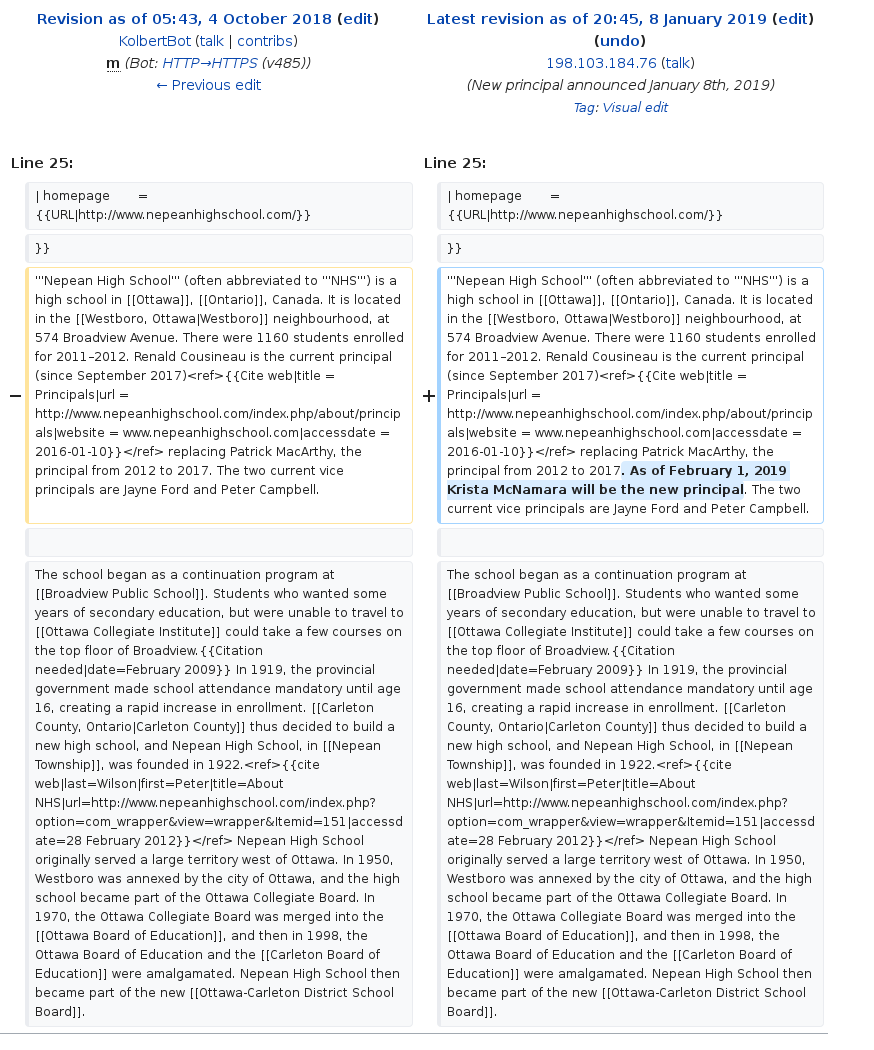 Revision as of 05:43, 4 October 2018 (edit)
KolbertBot (talk | contribs)
m (Bot: HTTP→HTTPS (v485))
← Previous edit
Latest revision as of 20:45, 8 January 2019 (edit)
(undo)
198.103.184.76 (talk)
(New principal announced January 8th, 2019)
Tag: Visual edit
Line 25:
Line 25:
| homepage       =
{{URL|http://www.nepeanhighschool.com/}}
| homepage       =
{{URL|http://www.nepeanhighschool.com/}}
}}
}}
−
'''Nepean High School''' (often abbreviated to '''NHS''') is a
high school in [[Ottawa]], [[Ontario]], Canada. It is located
in the [[Westboro, Ottawa|Westboro]] neighbourhood, at
574 Broadview Avenue. There were 1160 students enrolled
for 2011–2012. Renald Cousineau is the current principal
(since September 2017)<ref>{{Cite web|title =
Principals|url =
http://www.nepeanhighschool.com/index.php/about/princip
als|website = www.nepeanhighschool.com|accessdate =
2016-01-10}}</ref> replacing Patrick MacArthy, the
principal from 2012 to 2017. The two current vice
principals are Jayne Ford and Peter Campbell.
+
'''Nepean High School''' (often abbreviated to '''NHS''') is a
high school in [[Ottawa]], [[Ontario]], Canada. It is located
in the [[Westboro, Ottawa|Westboro]] neighbourhood, at
574 Broadview Avenue. There were 1160 students enrolled
for 2011–2012. Renald Cousineau is the current principal
(since September 2017)<ref>{{Cite web|title =
Principals|url =
http://www.nepeanhighschool.com/index.php/about/princip
als|website = www.nepeanhighschool.com|accessdate =
2016-01-10}}</ref> replacing Patrick MacArthy, the
principal from 2012 to 2017. As of February 1, 2019
Krista McNamara will be the new principal. The two
current vice principals are Jayne Ford and Peter Campbell.
The school began as a continuation program at
[[Broadview Public School]]. Students who wanted some
years of secondary education, but were unable to travel to
[[Ottawa Collegiate Institute]] could take a few courses on
the top floor of Broadview.{{Citation
needed|date=February 2009}} In 1919, the provincial
government made school attendance mandatory until age
16, creating a rapid increase in enrollment. [[Carleton
County, Ontario|Carleton County]] thus decided to build a
new high school, and Nepean High School, in [[Nepean
Township]], was founded in 1922.<ref>{{cite
web|last=Wilson|first=Peter|title=About
NHS|url=http://www.nepeanhighschool.com/index.php?
option=com_wrapper&view=wrapper&Itemid=151|accessd
ate=28 February 2012}}</ref> Nepean High School
originally served a large territory west of Ottawa. In 1950,
Westboro was annexed by the city of Ottawa, and the high
school became part of the Ottawa Collegiate Board. In
1970, the Ottawa Collegiate Board was merged into the
[[Ottawa Board of Education]], and then in 1998, the
Ottawa Board of Education and the [[Carleton Board of
Education]] were amalgamated. Nepean High School then
became part of the new [[Ottawa-Carleton District School
Board]].
The school began as a continuation program at
[[Broadview Public School]]. Students who wanted some
years of secondary education, but were unable to travel to
[[Ottawa Collegiate Institute]] could take a few courses on
the top floor of Broadview.{{Citation
needed|date=February 2009}} In 1919, the provincial
government made school attendance mandatory until age
16, creating a rapid increase in enrollment. [[Carleton
County, Ontario|Carleton County]] thus decided to build a
new high school, and Nepean High School, in [[Nepean
Township]], was founded in 1922.<ref>{{cite
web|last=Wilson|first=Peter|title=About
NHS|url=http://www.nepeanhighschool.com/index.php?
option=com_wrapper&view=wrapper&Itemid=151|accessd
ate=28 February 2012}}</ref> Nepean High School
originally served a large territory west of Ottawa. In 1950,
Westboro was annexed by the city of Ottawa, and the high
school became part of the Ottawa Collegiate Board. In
1970, the Ottawa Collegiate Board was merged into the
[[Ottawa Board of Education]], and then in 1998, the
Ottawa Board of Education and the [[Carleton Board of
Education]] were amalgamated. Nepean High School then
became part of the new [[Ottawa-Carleton District School
Board]].